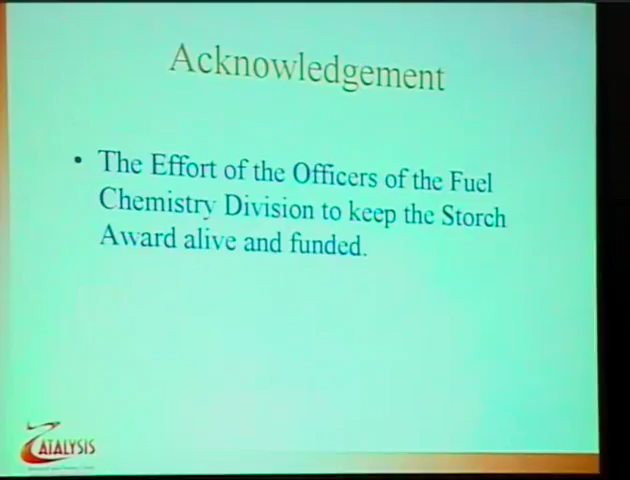 Acknowledgement
• The Effort of the Officers of the Fuel
Chemistry Division to keep the Storch
Award alive and funded.
CATALYSIS